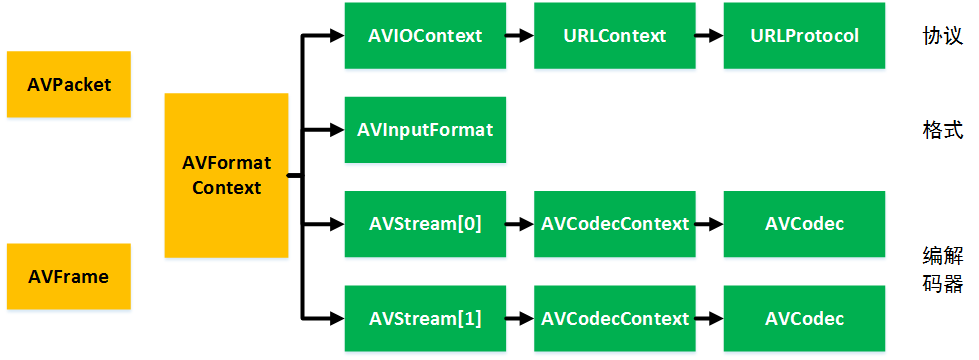 AVIOContext
URLContext
URLProtocol
协议
AVPacket
AVInputFormat
格式
AVFormat
Context
AVStream[0]
AVCodecContext
AVCodec
AVFrame
编解
码器
AVStream[1]
AVCodecContext
AVCodec